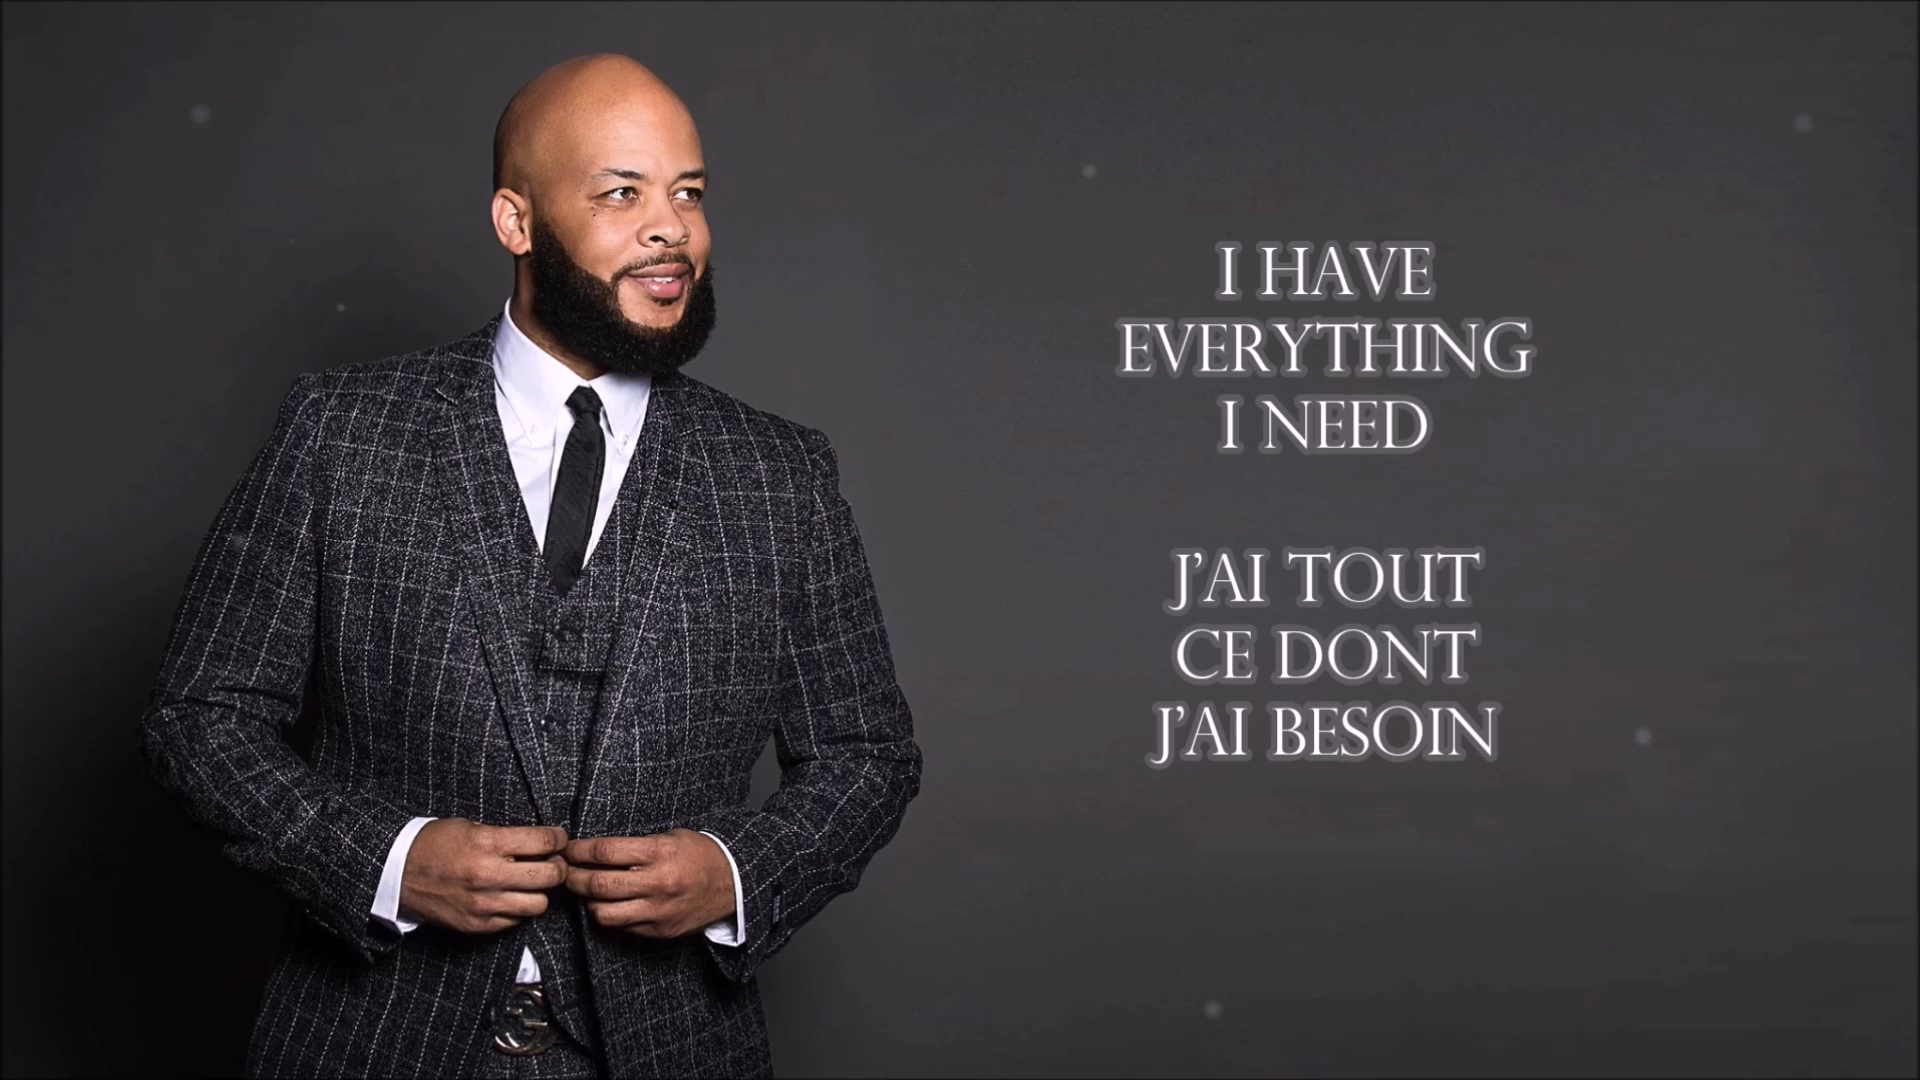 I HAVE
EVERYTHING
I NEED
J'AI TOUT
CE DONT
J'AI BESOIN